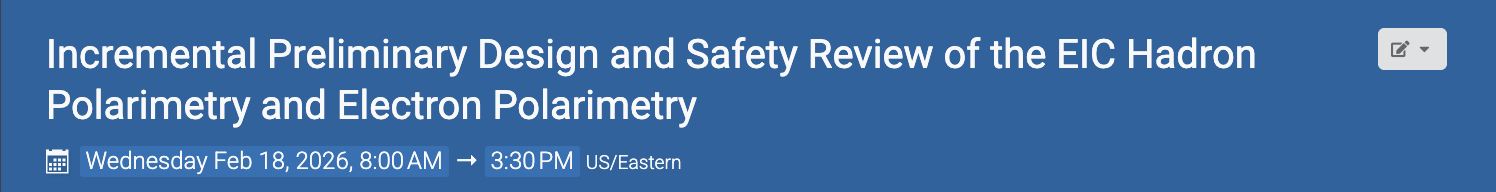 Incremental Preliminary Design and Safety Review of the EIC Hadron
Polarimetry and Electron Polarimetry
Wednesday Feb 18, 2026, 8:00 AM → 3:30 PM US/Eastern